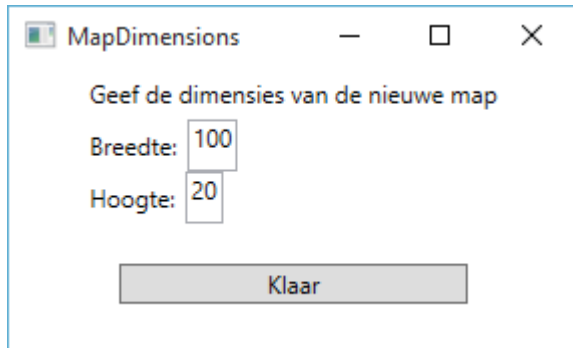 MapDimensions
Geef de dimensies van de nieuwe map
Breedte: 100
Hoogte: 20
Klaar